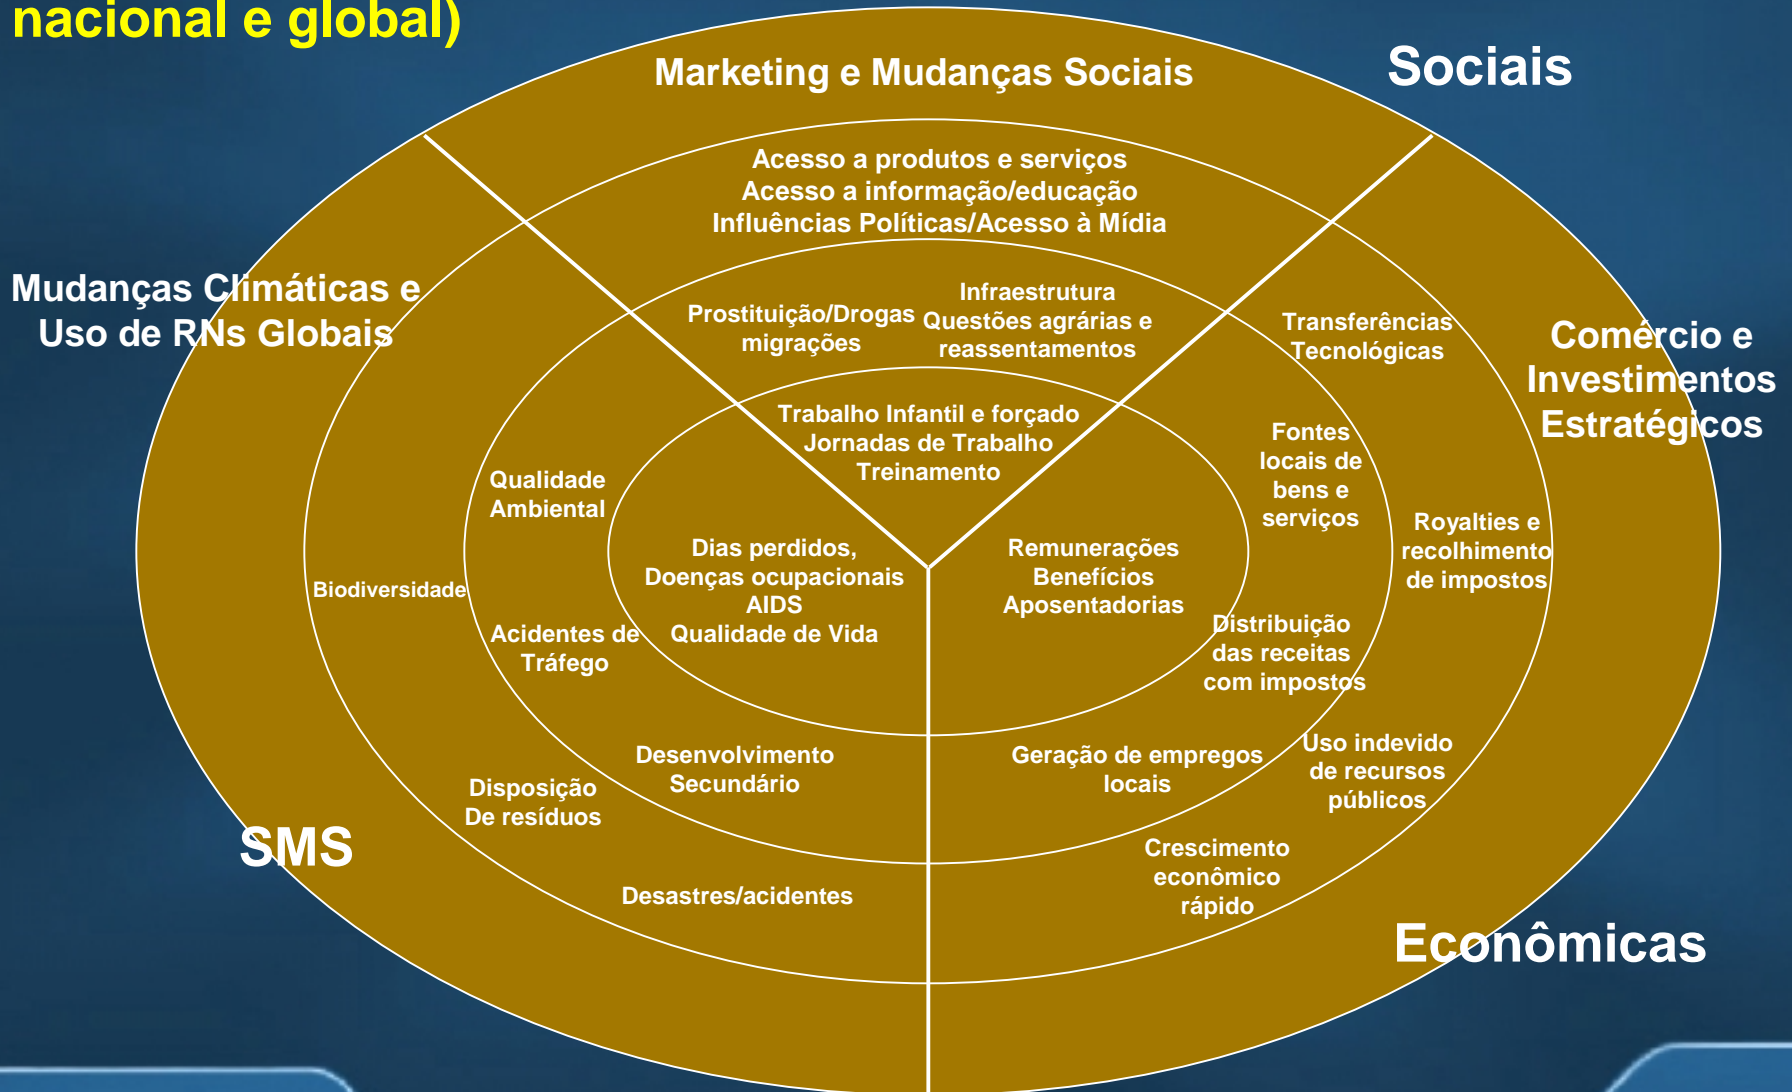 nacional e global)
Sociais
Marketing e Mudanças Sociais
Acesso a produtos e serviços
Acesso a informação/educação
Influências Políticas/Acesso à Mídia
Mudanças Climáticas e
Uso de RNs Globais
Prostituição/Drogas
migrações
Infraestrutura
Questões agrárias e
reassentamentos
Transferências
Tecnológicas
Comércio e
Investimentos
Estratégicos
Trabalho Infantil e forçado
Jornadas de Trabalho
Treinamento
Fontes
locais de
bens e
serviços
Qualidade
Ambiental
Royalties e
recolhimento
de impostos
Dias perdidos,
Doenças ocupacionais
AIDS
Qualidade de Vida
Remunerações
Benefícios
Aposentadorias
Biodiversidade
Acidentes de
Tráfego
Distribuição
das receitas
com impostos
Desenvolvimento
Secundário
Geração de empregos
locais
Uso indevido
de recursos
públicos
Disposição
De resíduos
SMS
Crescimento
econômico
rápido
Desastres/acidentes
Econômicas